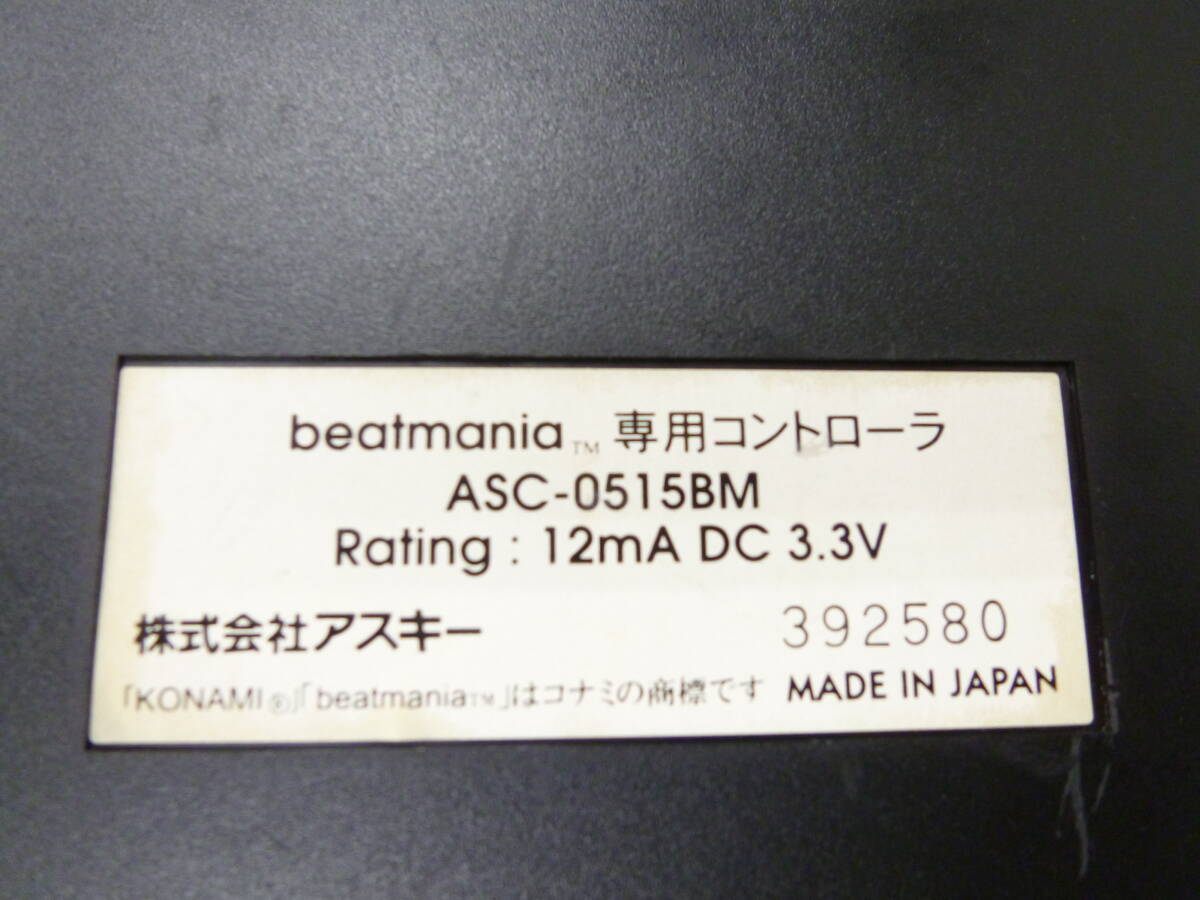 beatmania™ 専用コントローラ
ASC-0515BM
Rating : 12mA DC 3.3V
株式会社アスキー 392580
「KONAMI®」「beatmania™」はコナミの商標です MADE IN JAPAN